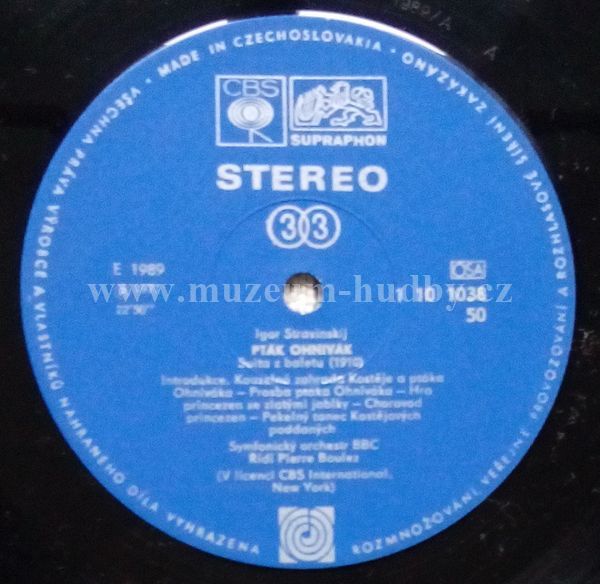 1989/A A
VŠECHNA PRÁVA VÝROBCE A VLASTNÍKŮ NAHRANÉHO DÍLA VYHRAZENA
• MADE IN CZECHOSLOVAKIA •
ROZMNOŽOVÁNÍ VEŘEJNÉ PROVOZOVÁNÍ A ROZHLASOVÉ ŠÍŘENÍ ZAKÁZÁNO
CBS
SUPRAPHON
STEREO
33
E 1989 OSA
www.muzeum-hudby.cz
1 10 1038
22'50" 50
Igor Stravinskij
PTÁK OHNIVÁK
Suita z baletu (1910)
Introdukce. Kouzelná zahrada Kostěje a ptáka
Ohniváka – Prosba ptáka Ohniváka – Hra
princezen se zlatými jablky – Chorovod
princezen – Pekelný tanec Kostějových
poddaných
Symfonický orchestr BBC
Řídí Pierre Boulez
(V licenci CBS International,
New York)